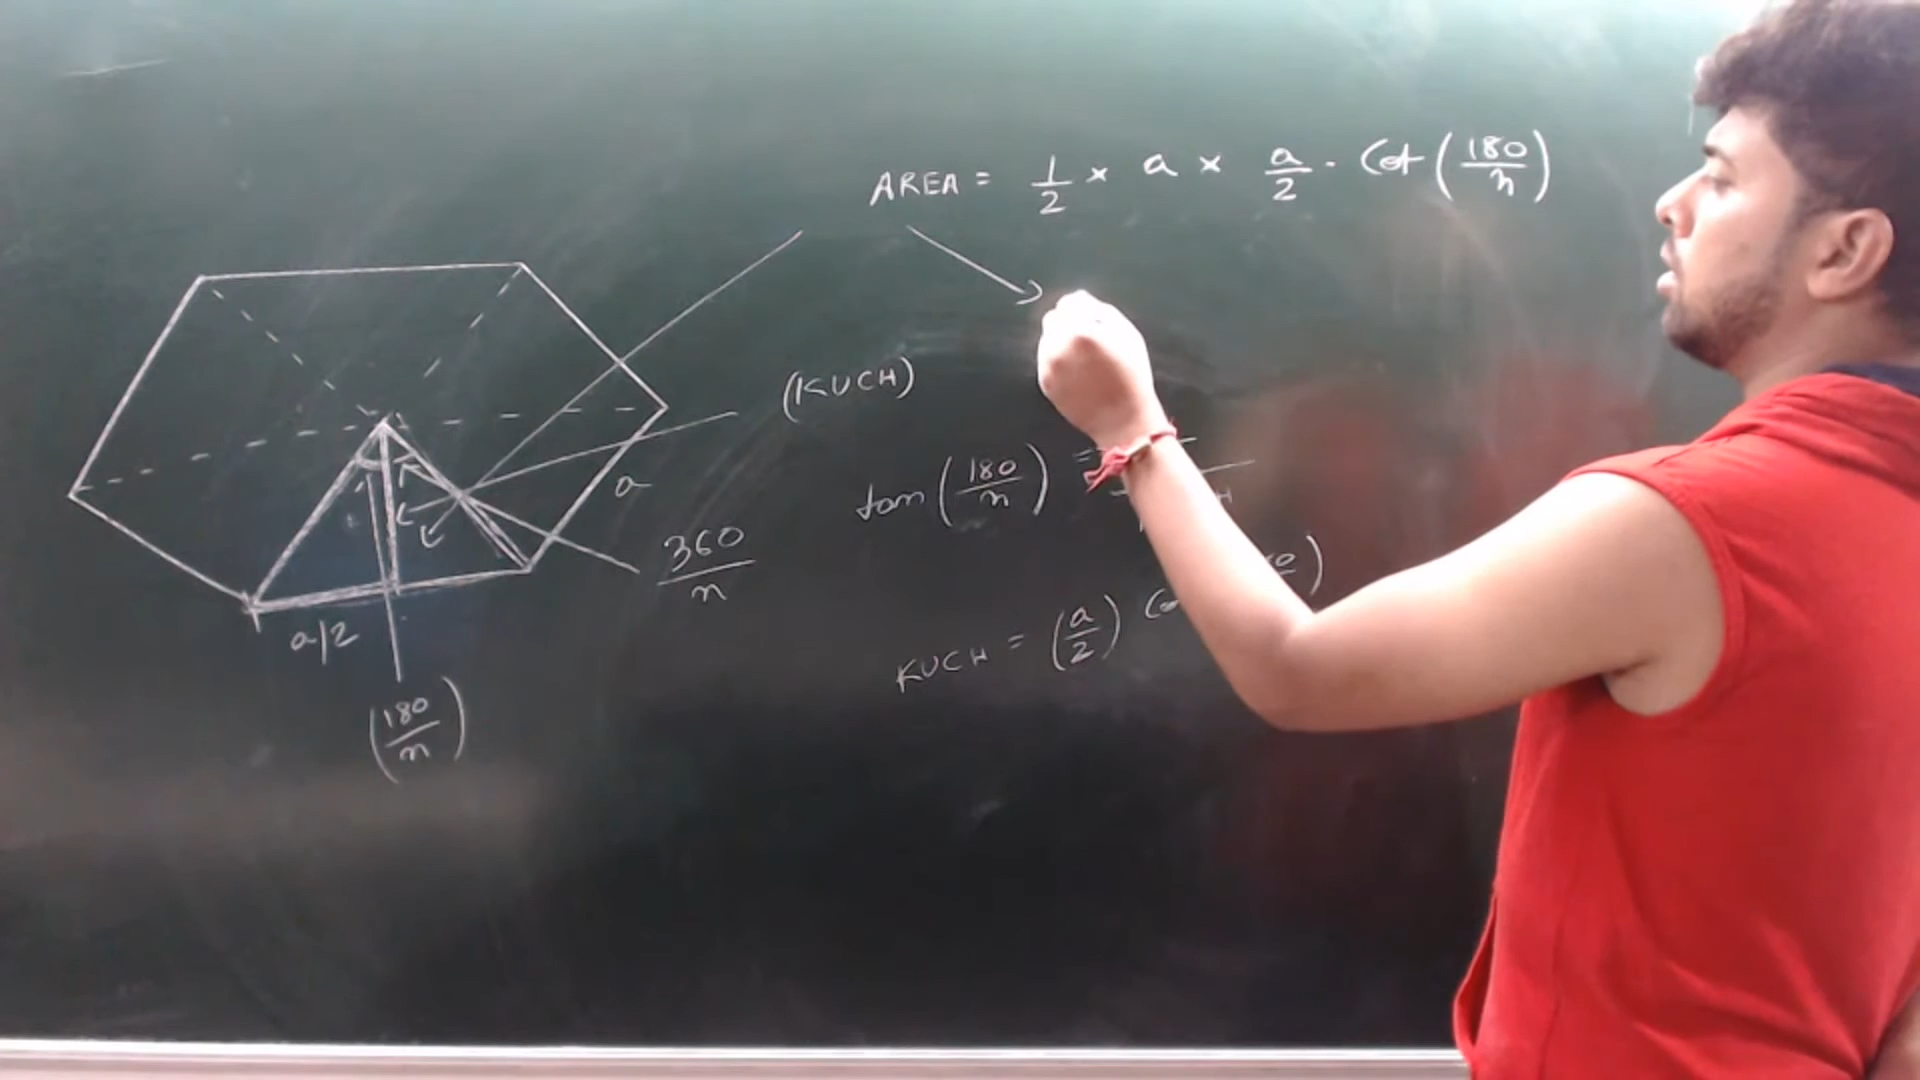 AREA = 1/2 × a × a/2 . Cot (180/n)
(KUCH)
a
tan (180/n) =
360/n
a/2
KUCH = (a/2)
(180/n)